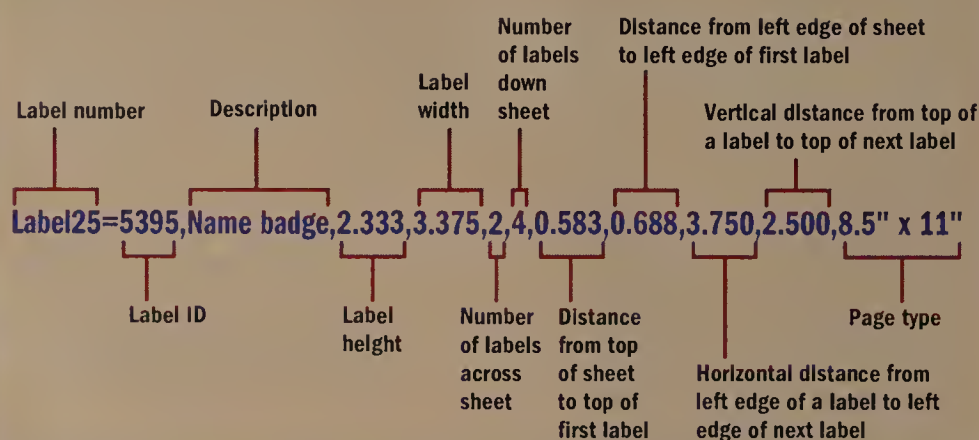 Number
of labels
down
sheet
Distance from left edge of sheet
to left edge of first label
Label
width
Label number
Description
Vertical distance from top of
a label to top of next label
Label25=5395,Name badge,2.333,3.375,2,4,0.583,0.688,3.750,2.500,8.5" x 11"
Label ID
Label
height
Number
of labels
across
sheet
Distance
from top
of sheet
to top of
first label
Horizontal distance from
left edge of a label to left
edge of next label
Page type